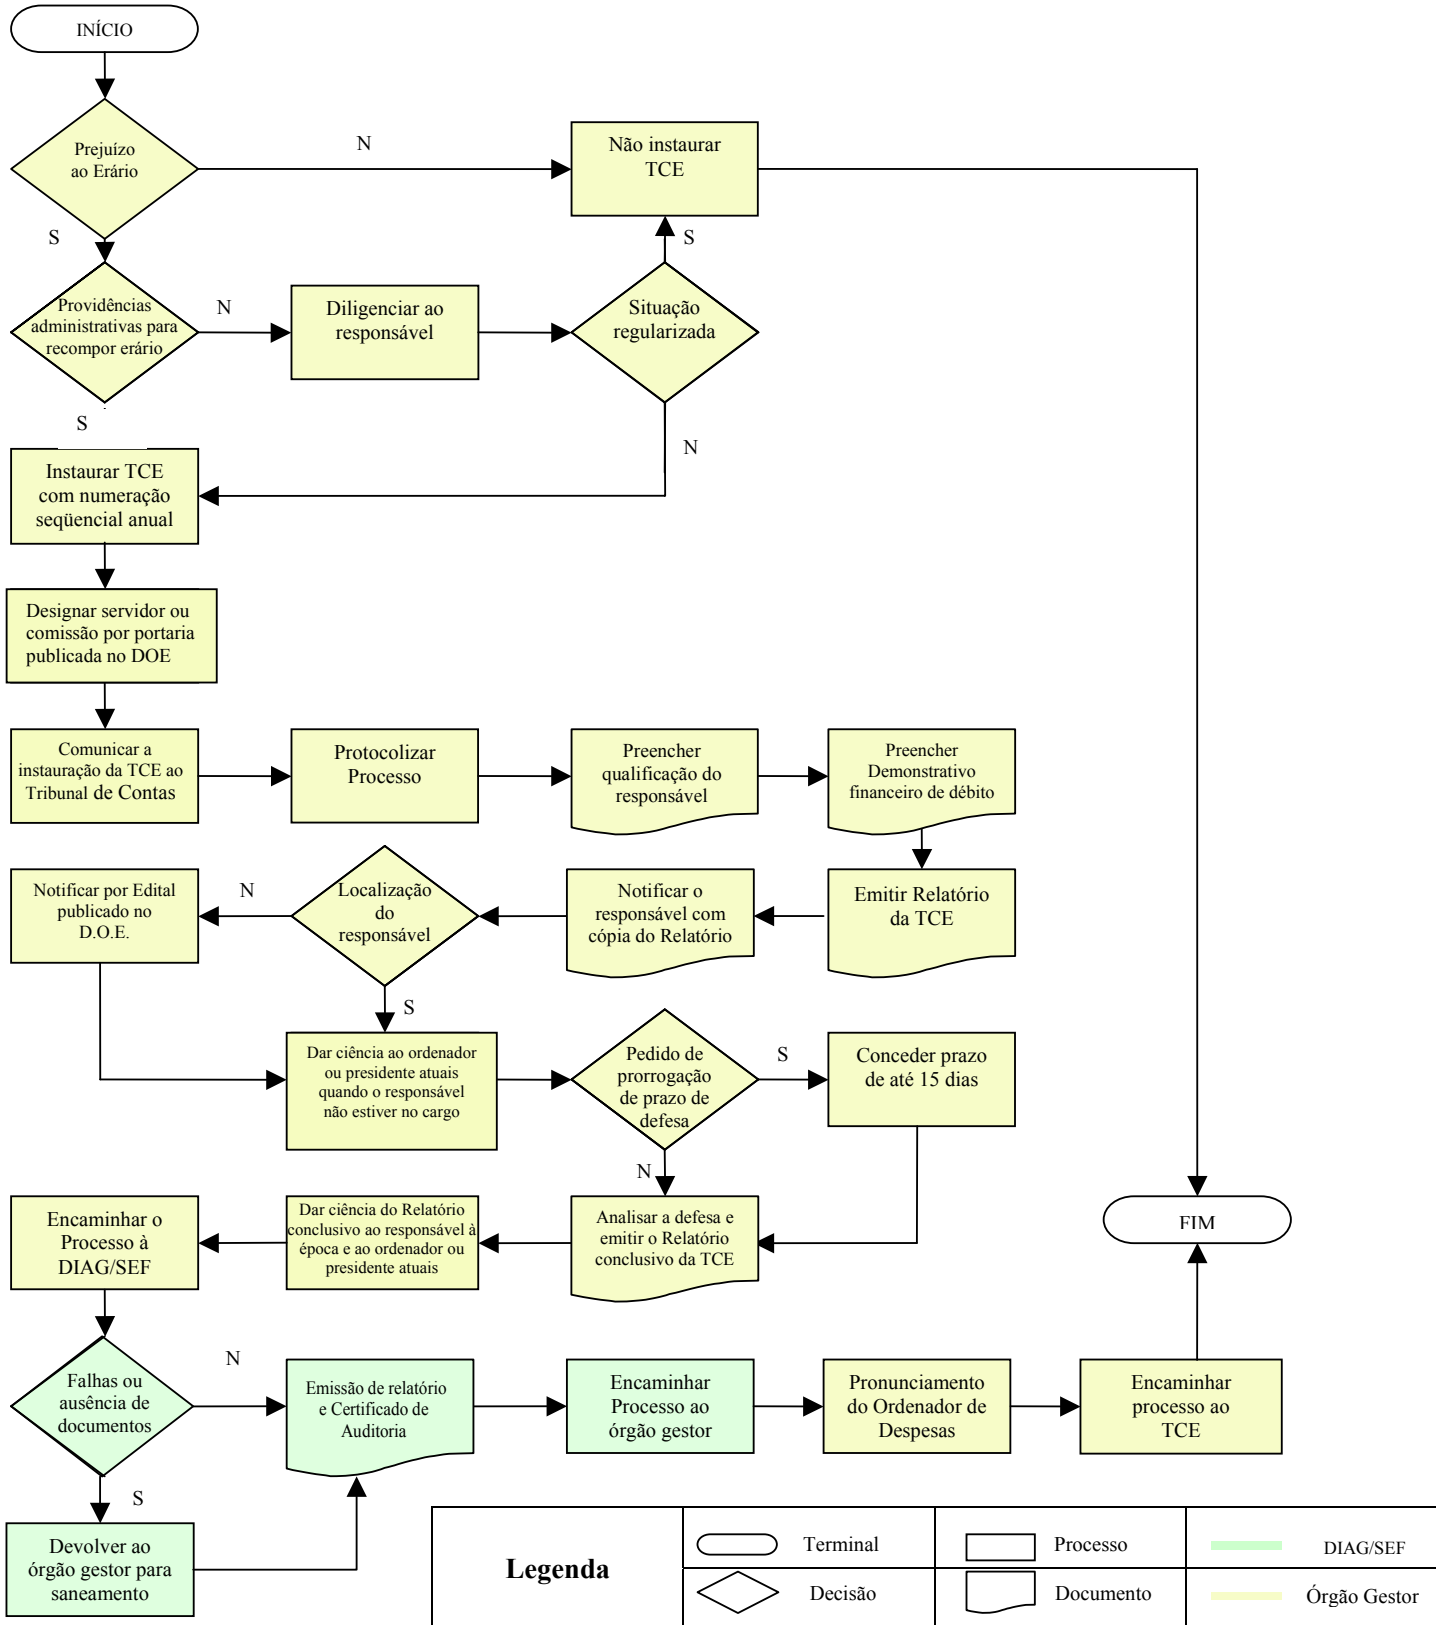 INÍCIO
Prejuízo
ao Erário
N
Não instaurar
TCE
S
S
Providências
administrativas para
recompor erário
N
Diligenciar ao
responsável
Situação
regularizada
S
N
Instaurar TCE
com numeração
seqüencial anual
Designar servidor ou
comissão por portaria
publicada no DOE
Comunicar a
instauração da TCE ao
Tribunal de Contas
Protocolizar
Processo
Preencher
qualificação do
responsável
Preencher
Demonstrativo
financeiro de débito
Notificar por Edital
publicado no
D.O.E.
N
Localização
do
responsável
Notificar o
responsável com
cópia do Relatório
Emitir Relatório
da TCE
S
Dar ciência ao ordenador
ou presidente atuais
quando o responsável
não estiver no cargo
Pedido de
prorrogação
de prazo de
defesa
S
Conceder prazo
de até 15 dias
N
Encaminhar o
Processo à
DIAG/SEF
Dar ciência do Relatório
conclusivo ao responsável à
época e ao ordenador ou
presidente atuais
Analisar a defesa e
emitir o Relatório
conclusivo da TCE
FIM
Falhas ou
ausência de
documentos
N
Emissão de relatório
e Certificado de
Auditoria
Encaminhar
Processo ao
órgão gestor
Pronunciamento
do Ordenador de
Despesas
Encaminhar
processo ao
TCE
S
Devolver ao
órgão gestor para
saneamento
Legenda
Terminal
Processo
DIAG/SEF
Decisão
Documento
Órgão Gestor